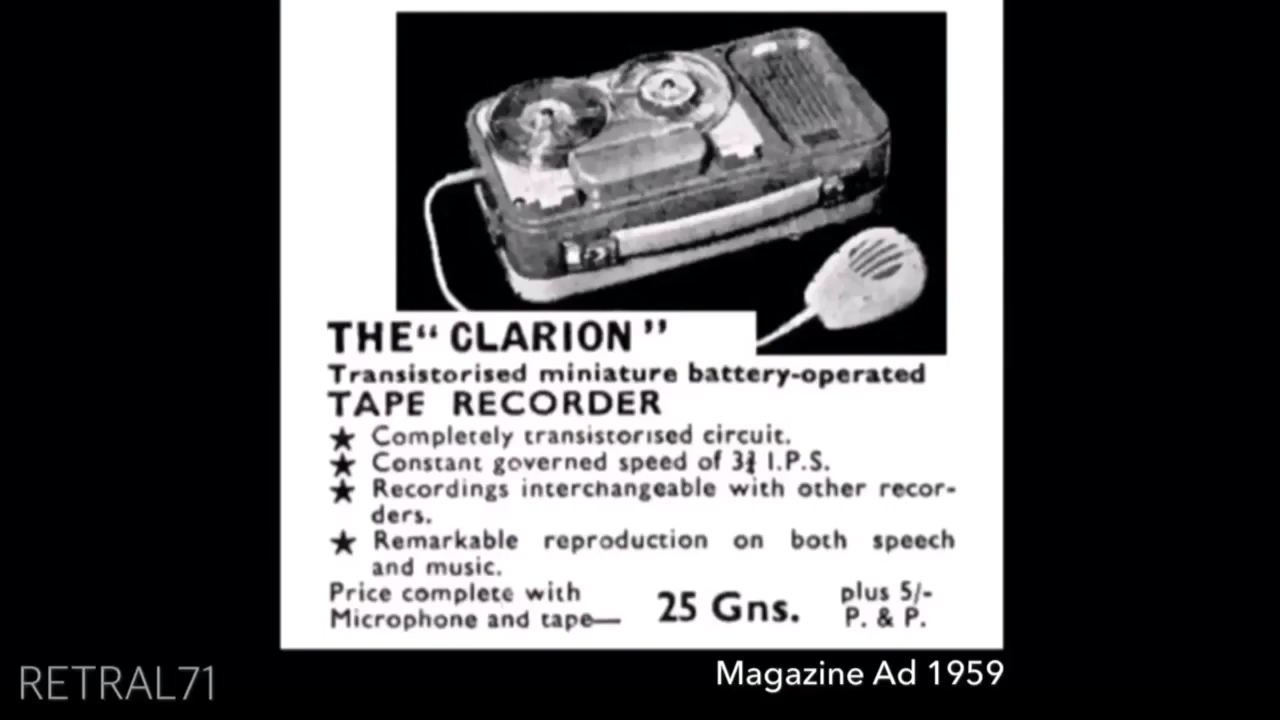 THE “ CLARION ”
Transistorised miniature battery-operated
TAPE RECORDER
★ Completely transistorised circuit.
★ Constant governed speed of 3¾ I.P.S.
★ Recordings interchangeable with other recor-
ders.
★ Remarkable reproduction on both speech
and music.
Price complete with
Microphone and tape—
25 Gns.
plus 5/-
P. & P.
Magazine Ad 1959
RETRAL71